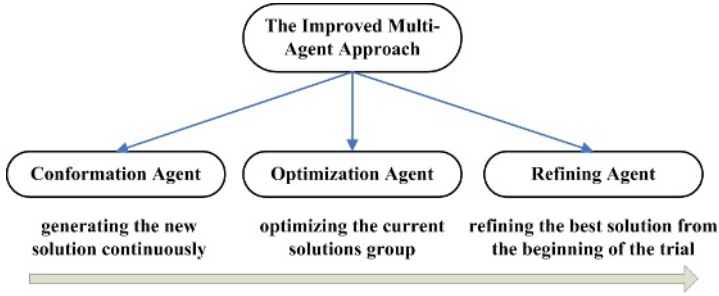 The Improved Multi-
Agent Approach
Conformation Agent
Optimization Agent
Refining Agent
generating the new
solution continuously
optimizing the current
solutions group
refining the best solution from
the beginning of the trial